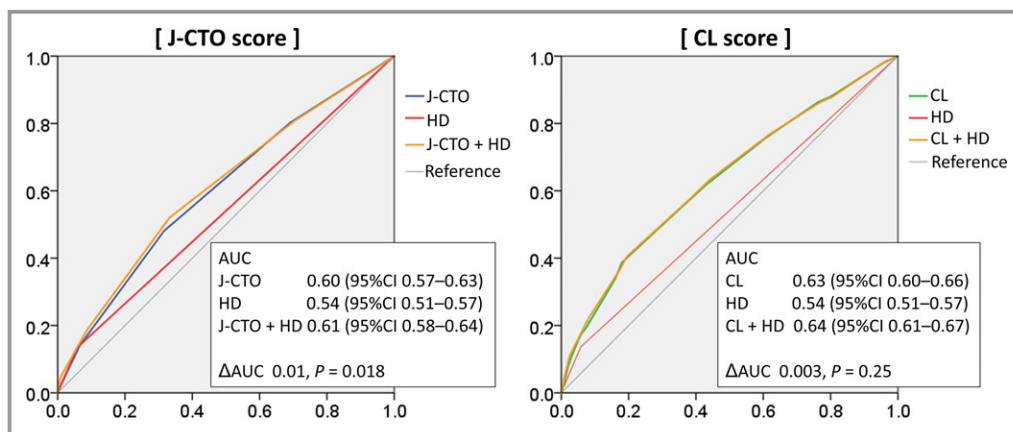 [ J-CTO score ]
1.0
0.8
0.6
0.4
0.2
0.0
0.0 0.2 0.4 0.6 0.8 1.0
J-CTO
HD
J-CTO + HD
Reference
AUC
J-CTO 0.60 (95%CI 0.57–0.63)
HD 0.54 (95%CI 0.51–0.57)
J-CTO + HD 0.61 (95%CI 0.58–0.64)
ΔAUC 0.01, P = 0.018
[ CL score ]
1.0
0.8
0.6
0.4
0.2
0.0
0.0 0.2 0.4 0.6 0.8 1.0
CL
HD
CL + HD
Reference
AUC
CL 0.63 (95%CI 0.60–0.66)
HD 0.54 (95%CI 0.51–0.57)
CL + HD 0.64 (95%CI 0.61–0.67)
ΔAUC 0.003, P = 0.25